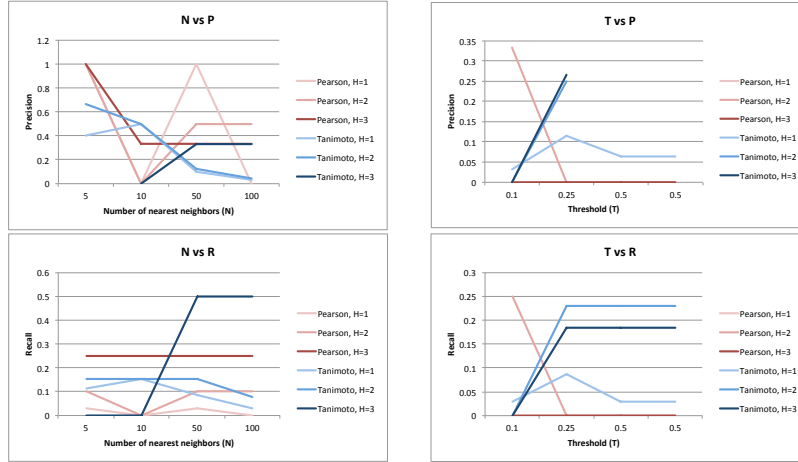 N vs P
1.2
1
0.8
0.6
0.4
0.2
0
Precision
5 10 50 100
Number of nearest neighbors (N)
Pearson, H=1
Pearson, H=2
Pearson, H=3
Tanimoto, H=1
Tanimoto, H=2
Tanimoto, H=3
T vs P
0.35
0.3
0.25
0.2
0.15
0.1
0.05
0
Precision
0.1 0.25 0.5 0.5
Threshold (T)
Pearson, H=1
Pearson, H=2
Pearson, H=3
Tanimoto, H=1
Tanimoto, H=2
Tanimoto, H=3
N vs R
0.6
0.5
0.4
0.3
0.2
0.1
0
Recall
5 10 50 100
Number of nearest neighbors (N)
Pearson, H=1
Pearson, H=2
Pearson, H=3
Tanimoto, H=1
Tanimoto, H=2
Tanimoto, H=3
T vs R
0.3
0.25
0.2
0.15
0.1
0.05
0
Recall
0.1 0.25 0.5 0.5
Threshold (T)
Pearson, H=1
Pearson, H=2
Pearson, H=3
Tanimoto, H=1
Tanimoto, H=2
Tanimoto, H=3